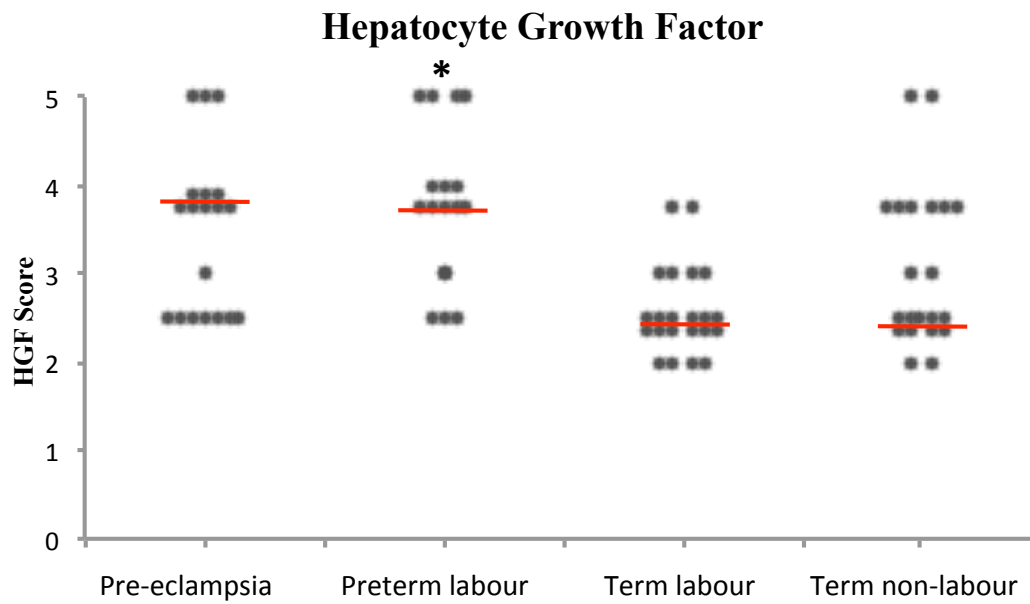 Hepatocyte Growth Factor
*
HGF Score
5
4
3
2
1
0
Pre-eclampsia
Preterm labour
Term labour
Term non-labour